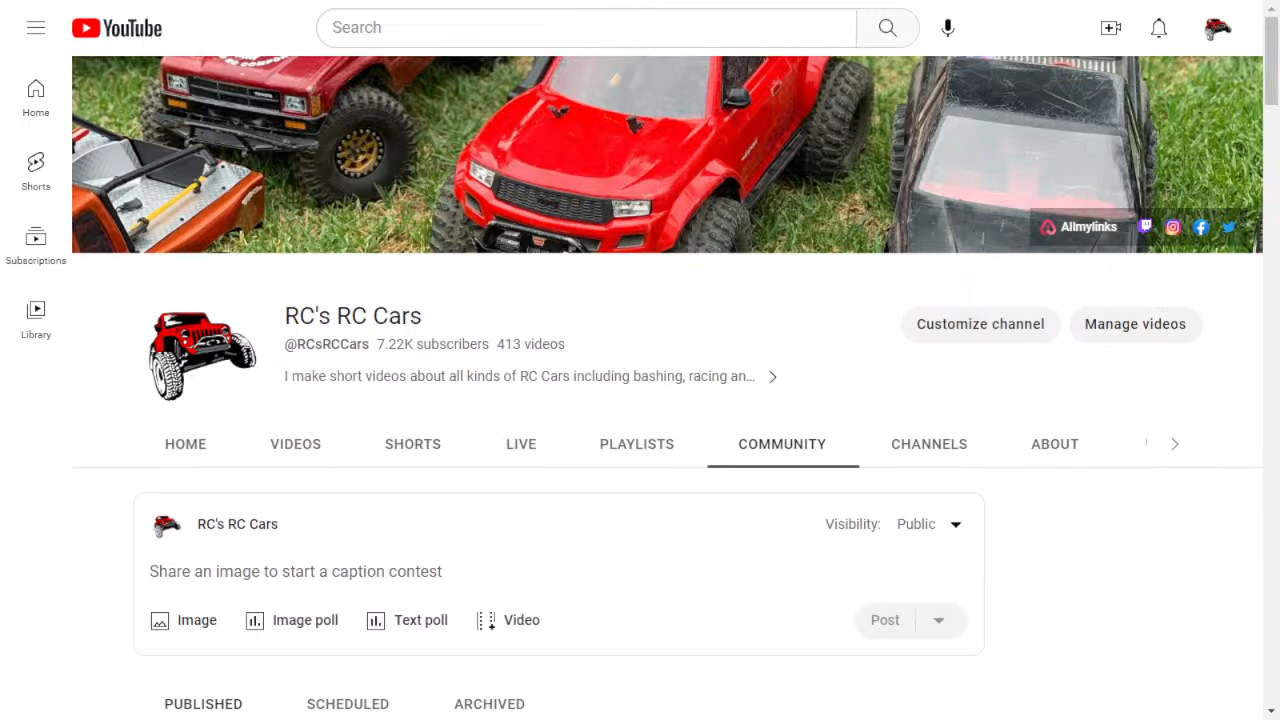 YouTube
Search
Home
Shorts
Subscriptions
Library
Allmylinks
RC's RC Cars
@RCsRCCars 7.22K subscribers 413 videos
I make short videos about all kinds of RC Cars including bashing, racing an...
Customize channel
Manage videos
HOME VIDEOS SHORTS LIVE PLAYLISTS COMMUNITY CHANNELS ABOUT
RC's RC Cars
Visibility: Public
Share an image to start a caption contest
Image Image poll Text poll Video
Post
PUBLISHED SCHEDULED ARCHIVED